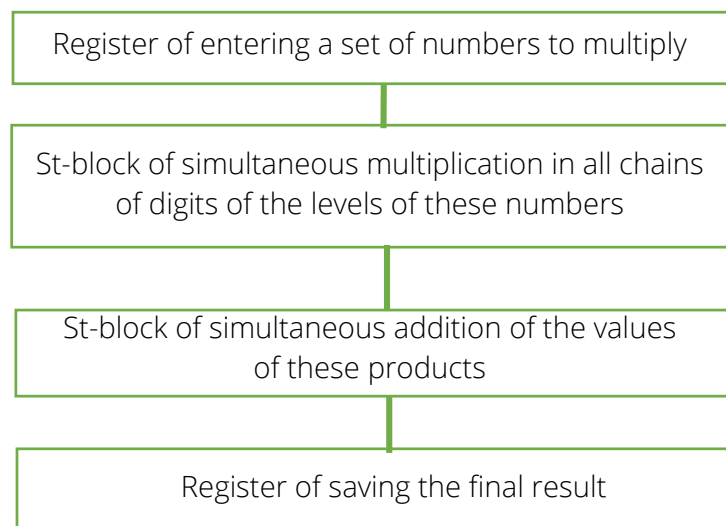 Register of entering a set of numbers to multiply
St-block of simultaneous multiplication in all chains
of digits of the levels of these numbers
St-block of simultaneous addition of the values
of these products
Register of saving the final result